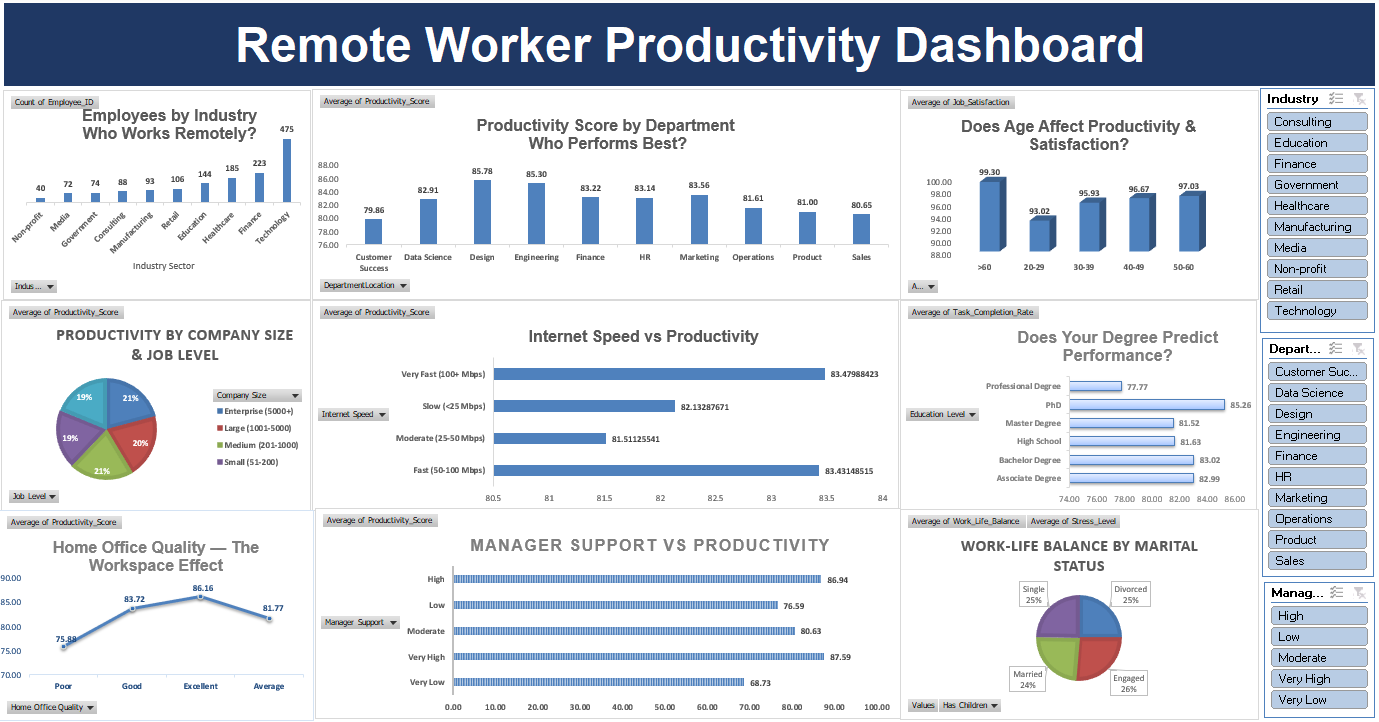 Remote Worker Productivity Dashboard
Count of Employee_ID
Employees by Industry
Who Works Remotely?
40
72
74
88
93
106
144
185
223
475
Non-profit
Media
Government
Consulting
Manufacturing
Retail
Education
Healthcare
Finance
Technology
Industry Sector
Indus...
Average of Productivity_Score
Productivity Score by Department
Who Performs Best?
88.00
86.00
84.00
82.00
80.00
78.00
76.00
79.86
82.91
85.78
85.30
83.22
83.14
83.56
81.61
81.00
80.65
Customer
Success
Data Science
Design
Engineering
Finance
HR
Marketing
Operations
Product
Sales
DepartmentLocation
Average of Job_Satisfaction
Does Age Affect Productivity &
Satisfaction?
100.00
98.00
96.00
94.00
92.00
90.00
88.00
99.30
93.02
95.93
96.67
97.03
>60
20-29
30-39
40-49
50-60
A...
Industry
Consulting
Education
Finance
Government
Healthcare
Manufacturing
Media
Non-profit
Retail
Technology
Average of Productivity_Score
PRODUCTIVITY BY COMPANY SIZE
& JOB LEVEL
19%
21%
19%
20%
21%
Company Size
Enterprise (5000+)
Large (1001-5000)
Medium (201-1000)
Small (51-200)
Job Level
Average of Productivity_Score
Internet Speed vs Productivity
Internet Speed
Very Fast (100+ Mbps)
83.47988423
Slow (<25 Mbps)
82.13287671
Moderate (25-50 Mbps)
81.51125541
Fast (50-100 Mbps)
83.43148515
80.5
81
81.5
82
82.5
83
83.5
84
Average of Task_Completion_Rate
Does Your Degree Predict
Performance?
Education Level
Professional Degree
77.77
PhD
85.26
Master Degree
81.52
High School
81.63
Bachelor Degree
83.02
Associate Degree
82.99
74.00
76.00
78.00
80.00
82.00
84.00
86.00
Depart...
Customer Suc...
Data Science
Design
Engineering
Finance
HR
Marketing
Operations
Product
Sales
Average of Productivity_Score
Home Office Quality — The
Workspace Effect
90.00
85.00
80.00
75.00
70.00
75.88
83.72
86.16
81.77
Poor
Good
Excellent
Average
Home Office Quality
Average of Productivity_Score
MANAGER SUPPORT VS PRODUCTIVITY
Manager Support
High
86.94
Low
76.59
Moderate
80.63
Very High
87.59
Very Low
68.73
0.00
10.00
20.00
30.00
40.00
50.00
60.00
70.00
80.00
90.00
100.00
Average of Work_Life_Balance
Average of Stress_Level
WORK-LIFE BALANCE BY MARITAL
STATUS
Single
25%
Divorced
25%
Married
24%
Engaged
26%
Values
Has Children
Manag...
High
Low
Moderate
Very High
Very Low